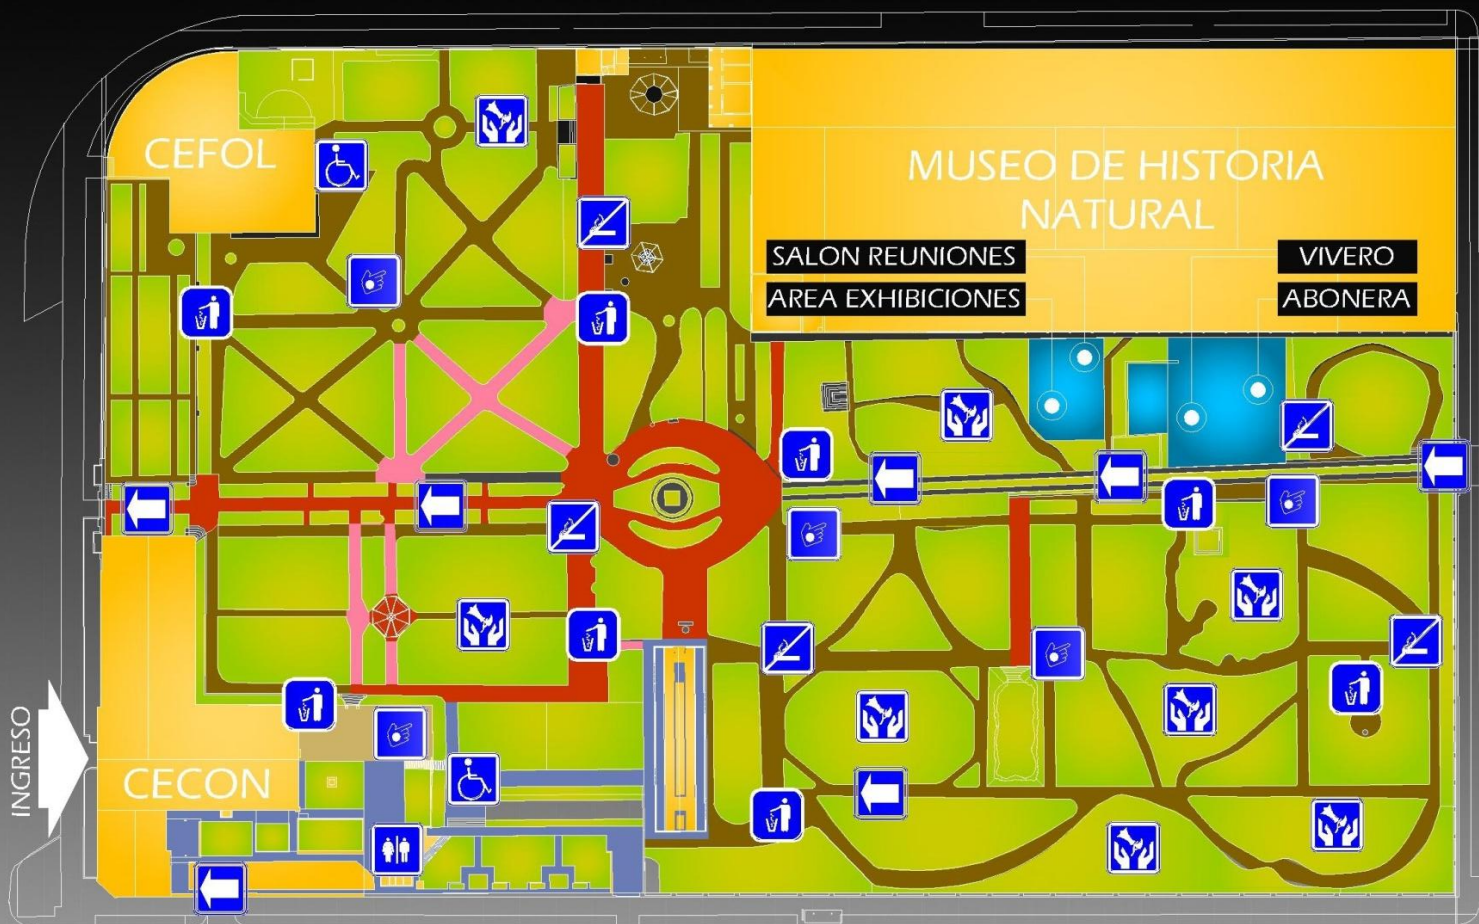 CEFOL
MUSEO DE HISTORIA
NATURAL
SALON REUNIONES
VIVERO
AREA EXHIBICIONES
ABONERA
INGRESO
CECON